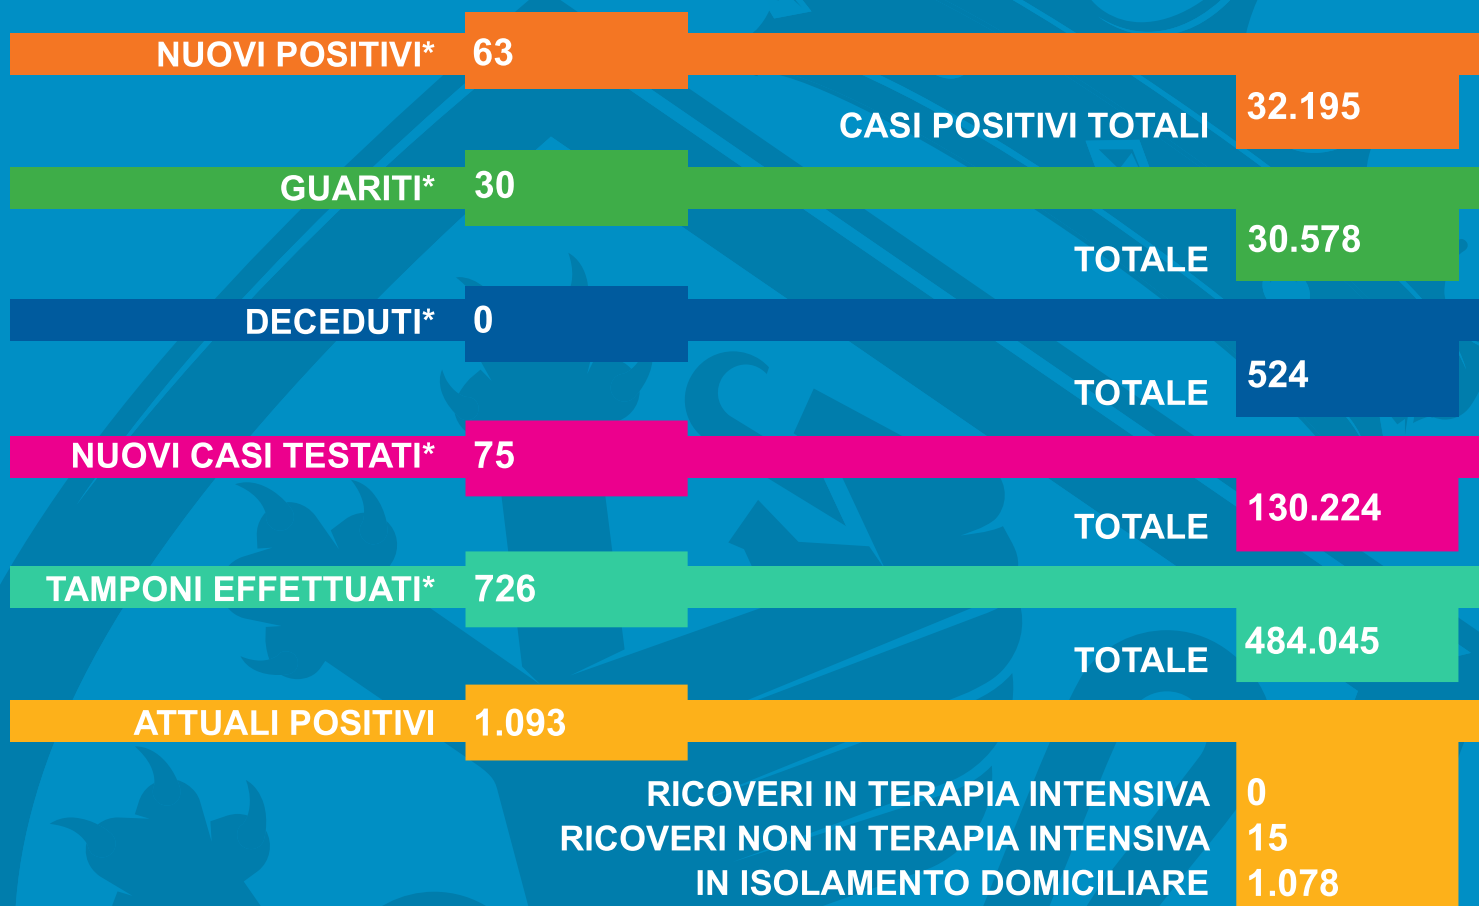 NUOVI POSITIVI* 63
CASI POSITIVI TOTALI 32.195
GUARITI* 30
TOTALE 30.578
DECEDUTI* 0
TOTALE 524
NUOVI CASI TESTATI* 75
TOTALE 130.224
TAMPONI EFFETTUATI* 726
TOTALE 484.045
ATTUALI POSITIVI 1.093
RICOVERI IN TERAPIA INTENSIVA 0
RICOVERI NON IN TERAPIA INTENSIVA 15
IN ISOLAMENTO DOMICILIARE 1.078